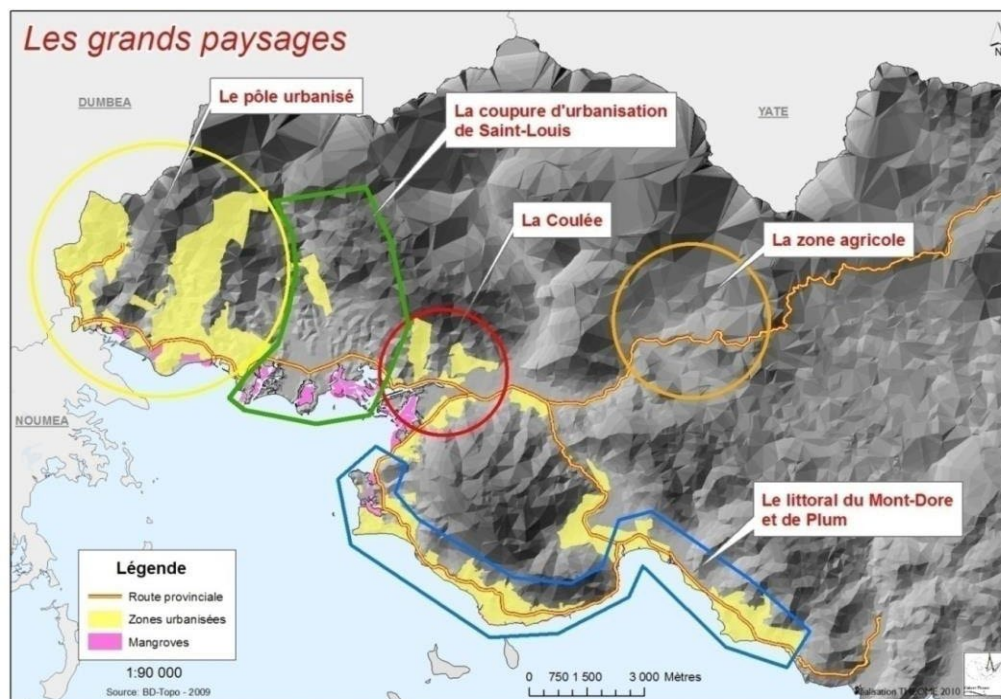 Les grands paysages
N
DUMBEA
Le pôle urbanisé
La coupure d'urbanisation
de Saint-Louis
YATE
La Coulée
La zone agricole
NOUMEA
Le littoral du Mont-Dore
et de Plum
Légende
Route provinciale
Zones urbanisées
Mangroves
1:90 000
Source: BD-Topo - 2009
0 750 1 500 3 000 Mètres
2010